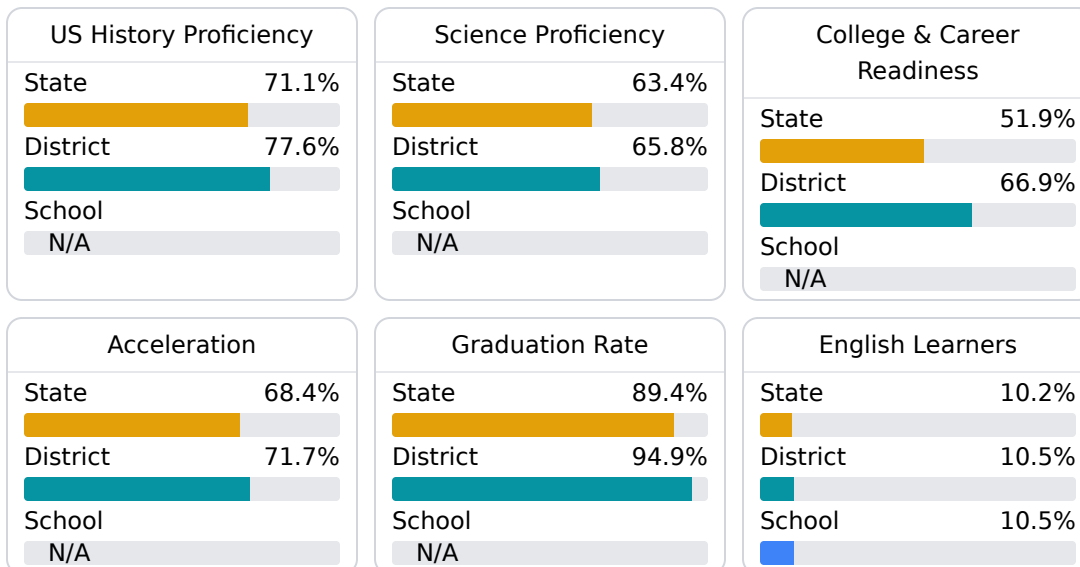 US History Proficiency
State 71.1%
District 77.6%
School
N/A
Science Proficiency
State 63.4%
District 65.8%
School
N/A
College & Career
Readiness
State 51.9%
District 66.9%
School
N/A
Acceleration
State 68.4%
District 71.7%
School
N/A
Graduation Rate
State 89.4%
District 94.9%
School
N/A
English Learners
State 10.2%
District 10.5%
School 10.5%